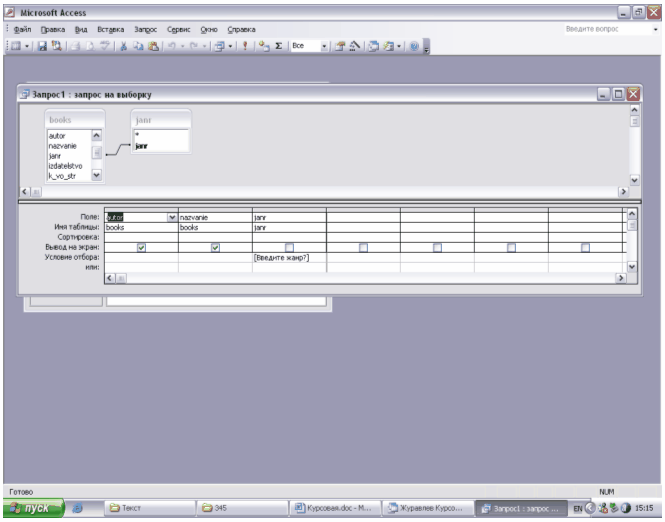 Microsoft Access
Файл Правка Вид Вставка Запрос Сервис Окно Справка
Введите вопрос
Все
Запрос1 : запрос на выборку
books
autor
nazvanie
janr
izdatelstvo
k_vo_str
janr
*
janr
Поле: autor nazvanie janr
Имя таблицы: books books janr
Сортировка:
Вывод на экран:
Условие отбора: [Введите жанр?]
или:
Готово
NUM
пуск
Текст
345
Курсовая.doc - M...
Журавлев Курсо...
Запрос1 : запрос ...
EN
15:15